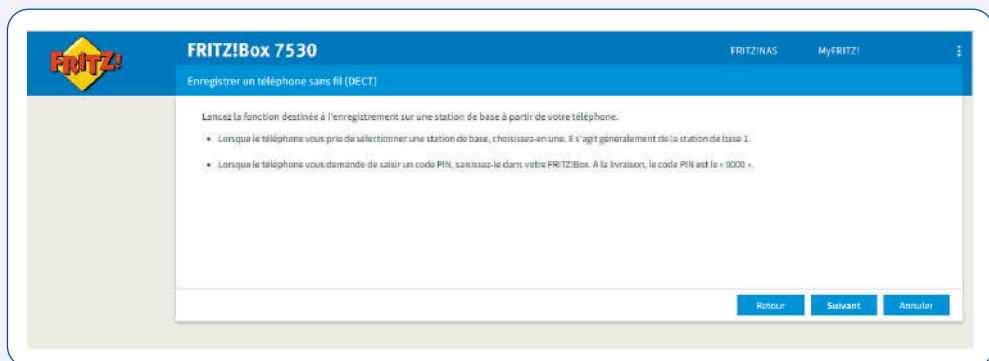 FRITZ!
FRITZ!Box 7530
FRITZ!NAS
MyFRITZ!
Enregistrer un téléphone sans fil (DECT)
Lancez la fonction destinée à l'enregistrement sur une station de base à partir de votre téléphone.
• Lorsque le téléphone vous prie de sélectionner une station de base, choisissez-en une. Il s'agit généralement de la station de base 1.
• Lorsque le téléphone vous demande de saisir un code PIN, saisissez-le dans votre FRITZ!Box. A la livraison, le code PIN est le « 0000 ».
Retour
Suivant
Annuler